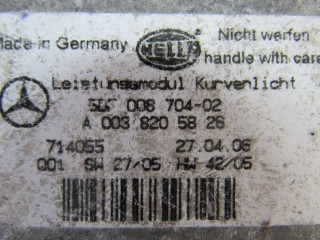 Made in Germany
HELLA
Nicht werfen
handle with care
Leistungsmodul Kurvenlicht
5DF 008 704-02
A 003 820 58 26
714055 27.04.06
001 SW 27/05 HW 42/05